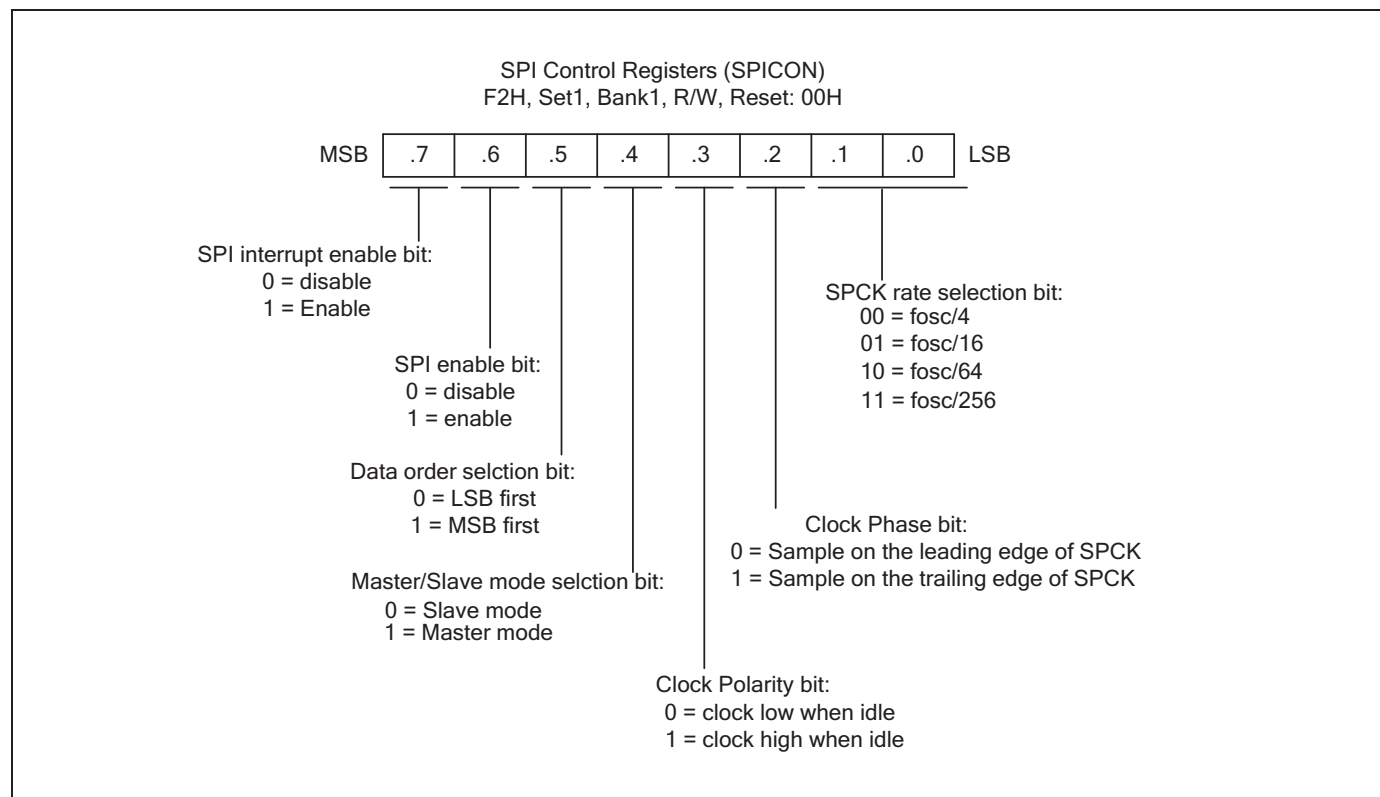 SPI Control Registers (SPICON)
F2H, Set1, Bank1, R/W, Reset: 00H
MSB .7 .6 .5 .4 .3 .2 .1 .0 LSB
SPI interrupt enable bit:
0 = disable
1 = Enable
SPI enable bit:
0 = disable
1 = enable
Data order selction bit:
0 = LSB first
1 = MSB first
Master/Slave mode selction bit:
0 = Slave mode
1 = Master mode
Clock Polarity bit:
0 = clock low when idle
1 = clock high when idle
Clock Phase bit:
0 = Sample on the leading edge of SPCK
1 = Sample on the trailing edge of SPCK
SPCK rate selection bit:
00 = fosc/4
01 = fosc/16
10 = fosc/64
11 = fosc/256